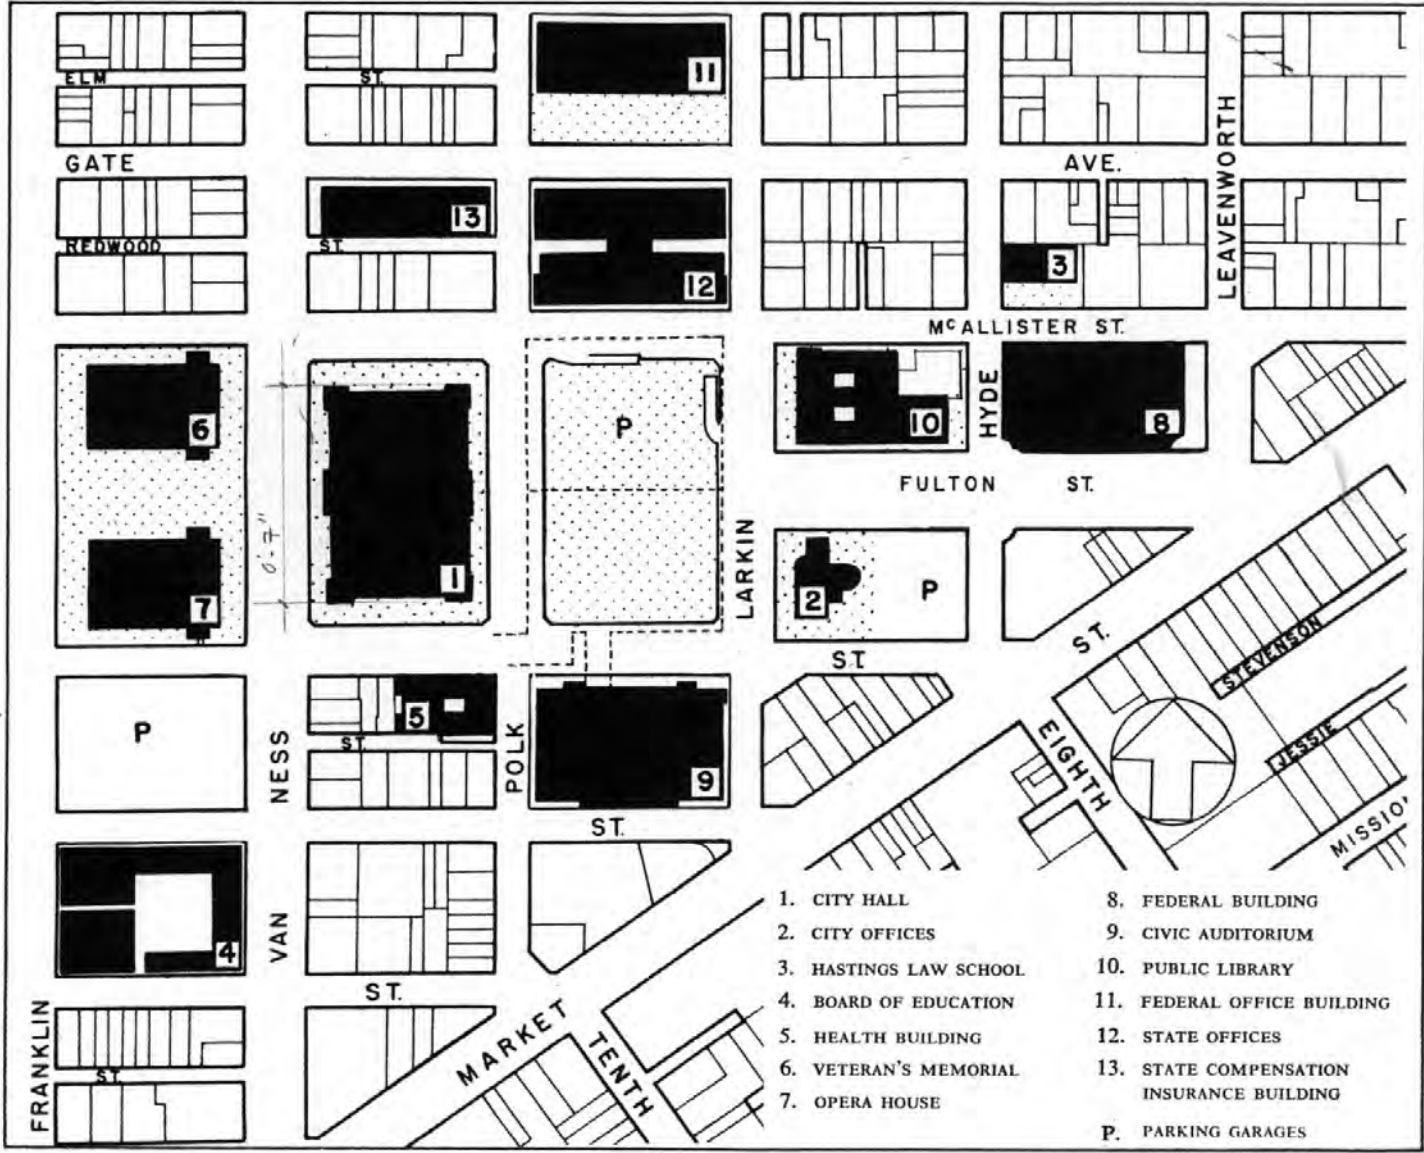 11
ELM
ST.
GATE
AVE.
LEAVENWORTH
13
REDWOOD
ST.
12
3
McALLISTER ST.
6
P
10
HYDE
8
FULTON
ST.
0.7"
1
7
LARKIN
2
P
ST.
ST.
STEVENSON
P
NESS
5
ST.
POLK
9
EIGHTH
JESSIE
MISSIO
ST.
4
VAN
ST.
FRANKLIN
ST.
MARKET
TENTH
1. CITY HALL
2. CITY OFFICES
3. HASTINGS LAW SCHOOL
4. BOARD OF EDUCATION
5. HEALTH BUILDING
6. VETERAN'S MEMORIAL
7. OPERA HOUSE
8. FEDERAL BUILDING
9. CIVIC AUDITORIUM
10. PUBLIC LIBRARY
11. FEDERAL OFFICE BUILDING
12. STATE OFFICES
13. STATE COMPENSATION
INSURANCE BUILDING
P. PARKING GARAGES